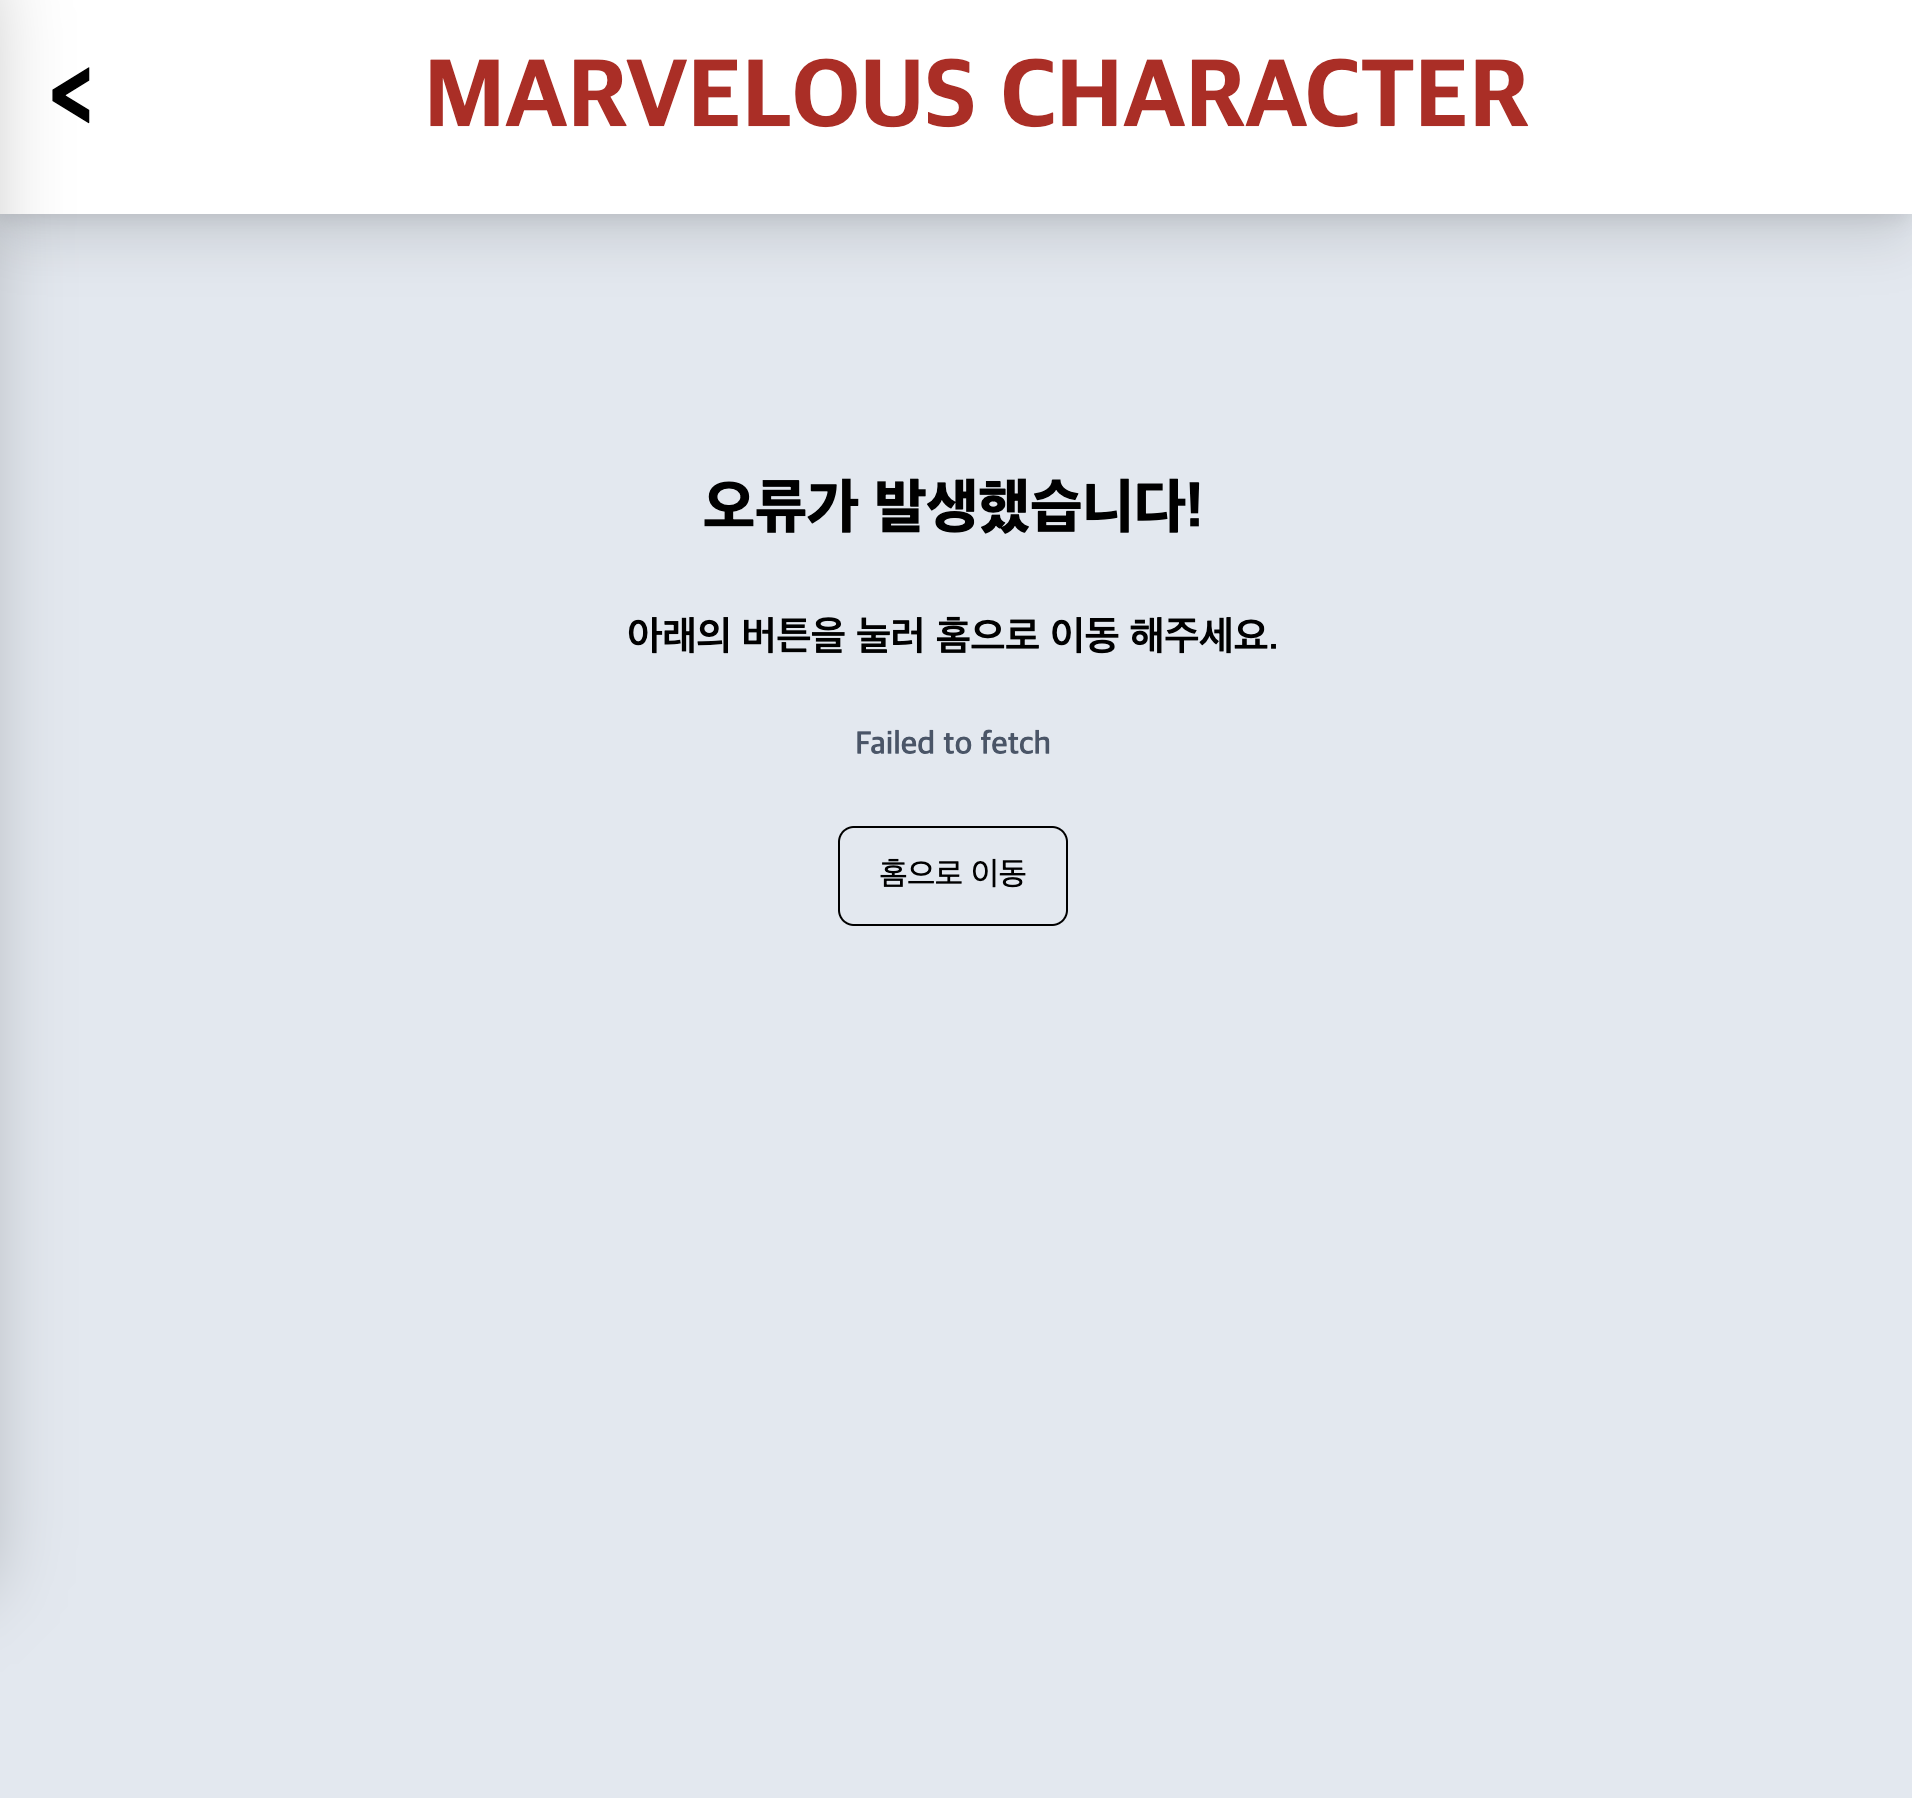 <
MARVELOUS CHARACTER
오류가 발생했습니다!
아래의 버튼을 눌러 홈으로 이동 해주세요.
Failed to fetch
홈으로 이동